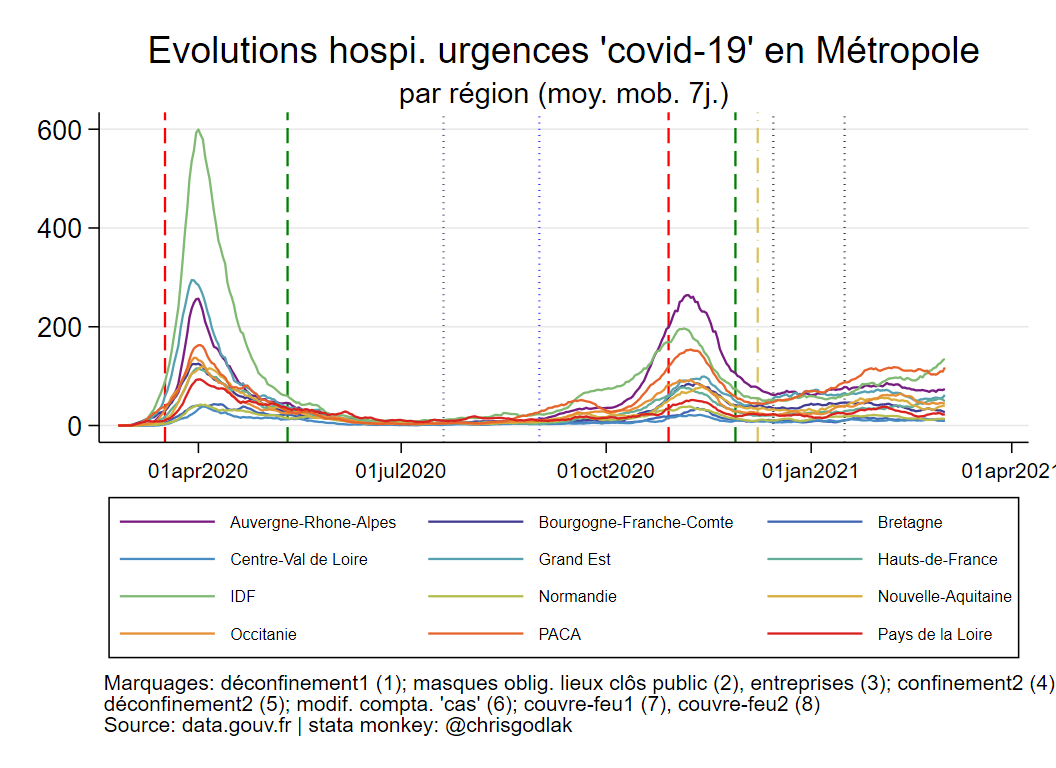 Evolutions hospi. urgences 'covid-19' en Métropole
par région (moy. mob. 7j.)
600
400
200
0
01apr2020 01jul2020 01oct2020 01jan2021 01apr202
Auvergne-Rhone-Alpes Bourgogne-Franche-Comte Bretagne
Centre-Val de Loire Grand Est Hauts-de-France
IDF Normandie Nouvelle-Aquitaine
Occitanie PACA Pays de la Loire
Marquages: déconfinement1 (1); masques oblig. lieux clôs public (2), entreprises (3); confinement2 (4)
déconfinement2 (5); modif. compta. 'cas' (6); couvre-feu1 (7), couvre-feu2 (8)
Source: data.gouv.fr | stata monkey: @chrisgodlak